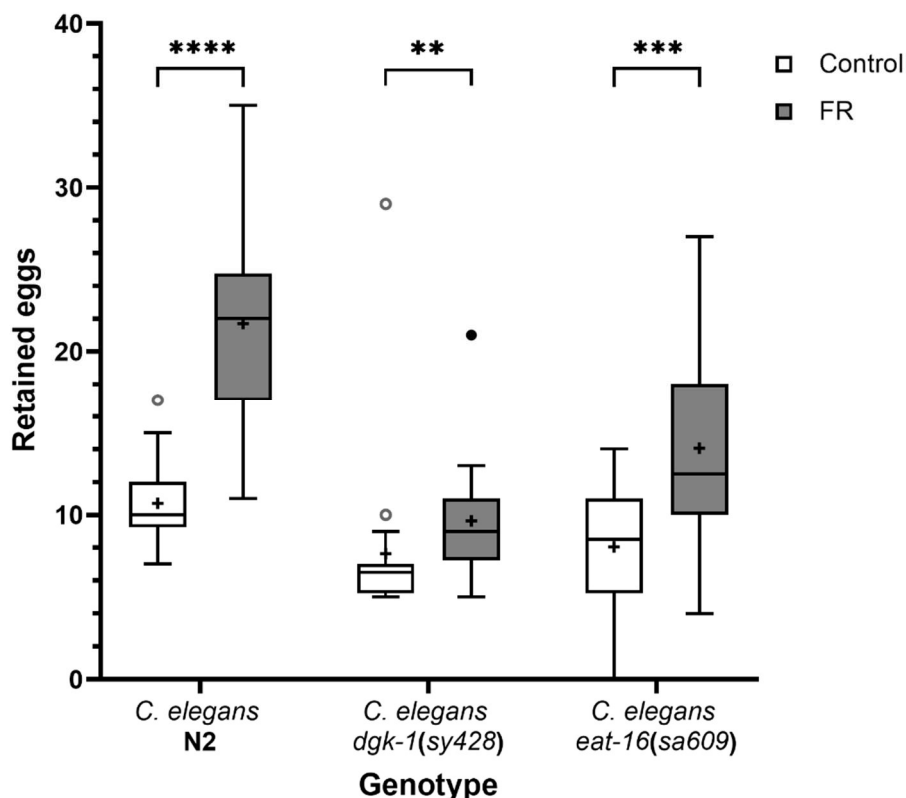 40
30
20
10
0
Retained eggs
****
**
***
Control
FR
C. elegans
N2
C. elegans
dgk-1(sy428)
C. elegans
eat-16(sa609)
Genotype